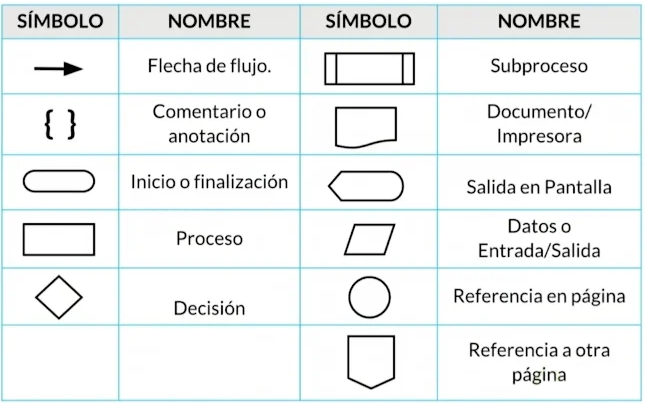 SÍMBOLO NOMBRE SÍMBOLO NOMBRE
Flecha de flujo. Subproceso
{ } Comentario o anotación Documento/ Impresora
Inicio o finalización Salida en Pantalla
Proceso Datos o Entrada/Salida
Decisión Referencia en página
Referencia a otra página